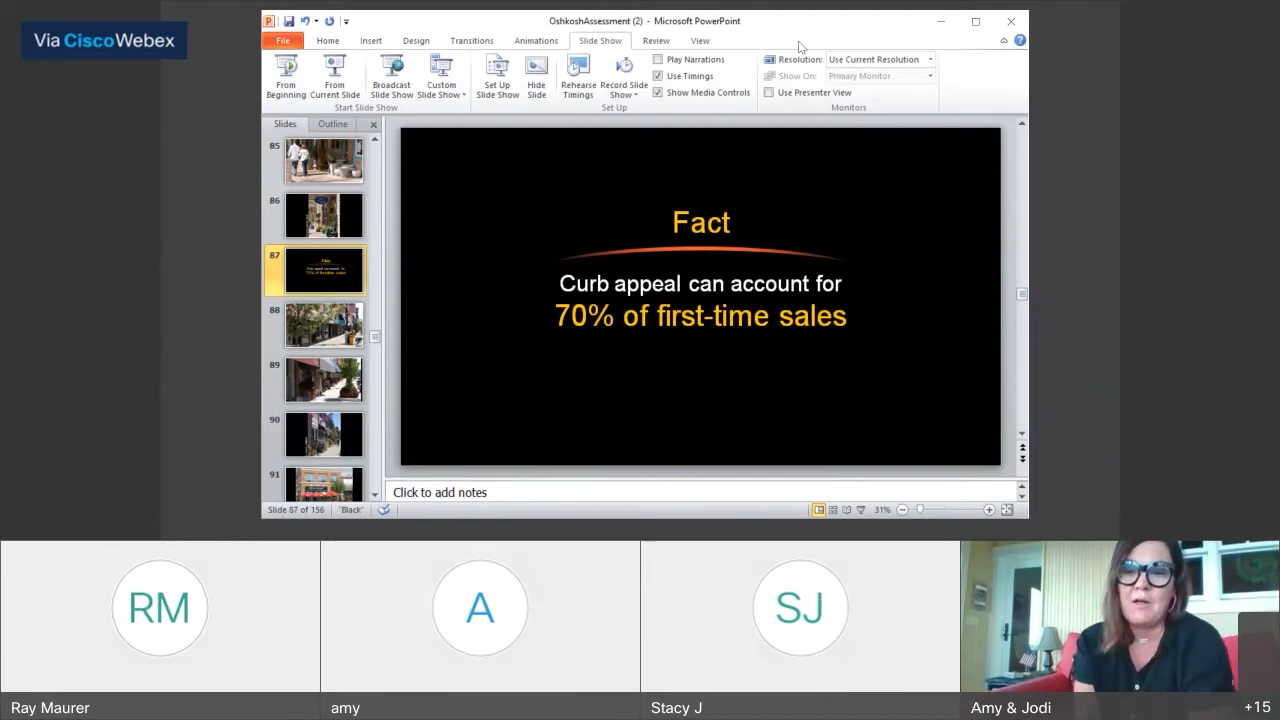 Via CiscoWebex
OshkoshAssessment (2) - Microsoft PowerPoint
File Home Insert Design Transitions Animations Slide Show Review View
From Beginning
From Current Slide
Broadcast Slide Show
Custom Slide Show
Start Slide Show
Set Up Slide Show
Hide Slide
Rehearse Timings
Record Slide Show
Play Narrations
Use Timings
Show Media Controls
Set Up
Resolution: Use Current Resolution
Show On: Primary Monitor
Use Presenter View
Monitors
Slides Outline
85
86
87
88
89
90
91
Fact
Curb appeal can account for
70% of first-time sales
Click to add notes
Slide 87 of 156 "Black" 31%
RM
A
SJ
Ray Maurer
amy
Stacy J
Amy & Jodi
+15